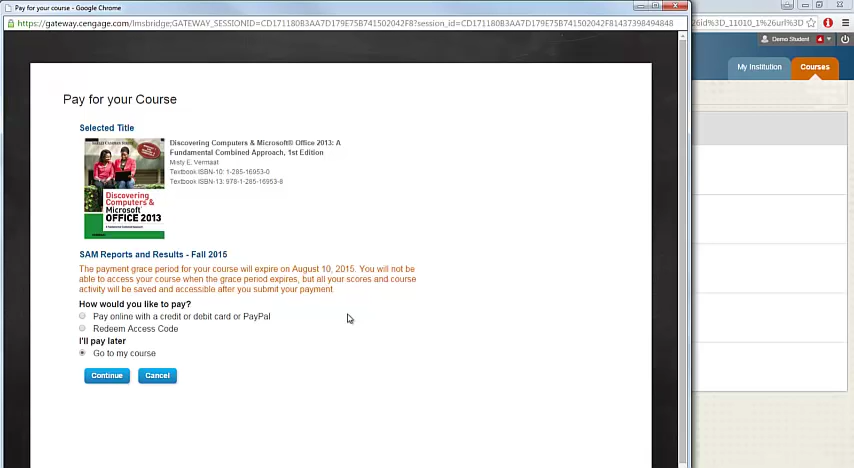 Pay for your course - Google Chrome
https://gateway.cengage.com/lmsbridge;GATEWAY_SESSIONID=CD171180B3AA7D179E75B741502042F8?session_id=CD171180B3AA7D179E75B741502042F81437398494848
id%3D_11010_1%26url%3D
Demo Student
My Institution
Courses
Pay for your Course
Selected Title
Discovering Computers & Microsoft® Office 2013: A
Fundamental Combined Approach, 1st Edition
Misty E. Vermaat
Textbook ISBN-10: 1-285-16953-0
Textbook ISBN-13: 978-1-285-16953-8
Discovering
Computers &
Microsoft
OFFICE 2013
SAM Reports and Results - Fall 2015
The payment grace period for your course will expire on August 10, 2015. You will not be
able to access your course when the grace period expires, but all your scores and course
activity will be saved and accessible after you submit your payment
How would you like to pay?
Pay online with a credit or debit card or PayPal
Redeem Access Code
I'll pay later
Go to my course
Continue
Cancel